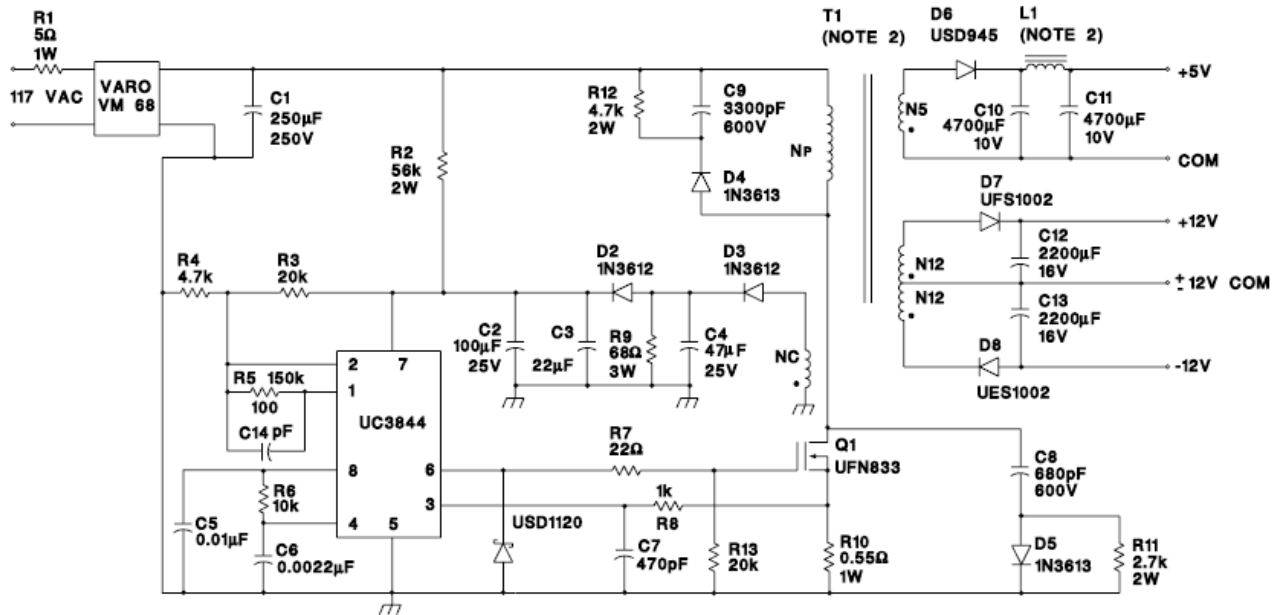 R1
5Ω
1W
117 VAC
VARO
VM 68
C1
250µF
250V
R2
56k
2W
R12
4.7k
2W
C9
3300pF
600V
D4
1N3613
NP
T1
(NOTE 2)
D6
USD945
L1
(NOTE 2)
+5V
N5
C10
4700µF
10V
C11
4700µF
10V
COM
D7
UFS1002
+12V
N12
N12
C12
2200µF
16V
±12V COM
C13
2200µF
16V
D8
UES1002
-12V
R4
4.7k
R3
20k
D2
1N3612
D3
1N3612
C2
100µF
25V
C3
22µF
R9
68Ω
3W
C4
47µF
25V
NC
2
7
1
UC3844
8
6
3
4
5
R5 150k
100
C14 pF
R6
10k
C5
0.01µF
C6
0.0022µF
USD1120
R7
22Ω
1k
R8
C7
470pF
R13
20k
Q1
UFN833
R10
0.55Ω
1W
C8
680pF
600V
D5
1N3613
R11
2.7k
2W